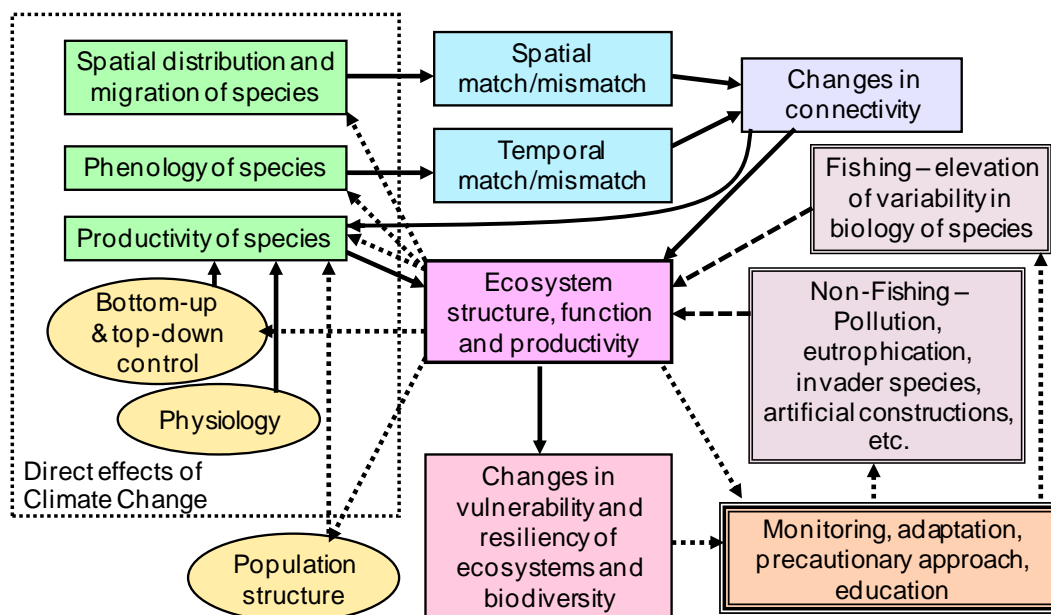 Spatial distribution and
migration of species
Spatial
match/mismatch
Changes in
connectivity
Phenology of species
Temporal
match/mismatch
Fishing – elevation
of variability in
biology of species
Productivity of species
Bottom-up
& top-down
control
Ecosystem
structure, function
and productivity
Non-Fishing –
Pollution,
eutrophication,
invader species,
artificial constructions,
etc.
Physiology
Direct effects of
Climate Change
Changes in
vulnerability and
resiliency of
ecosystems and
biodiversity
Monitoring, adaptation,
precautionary approach,
education
Population
structure